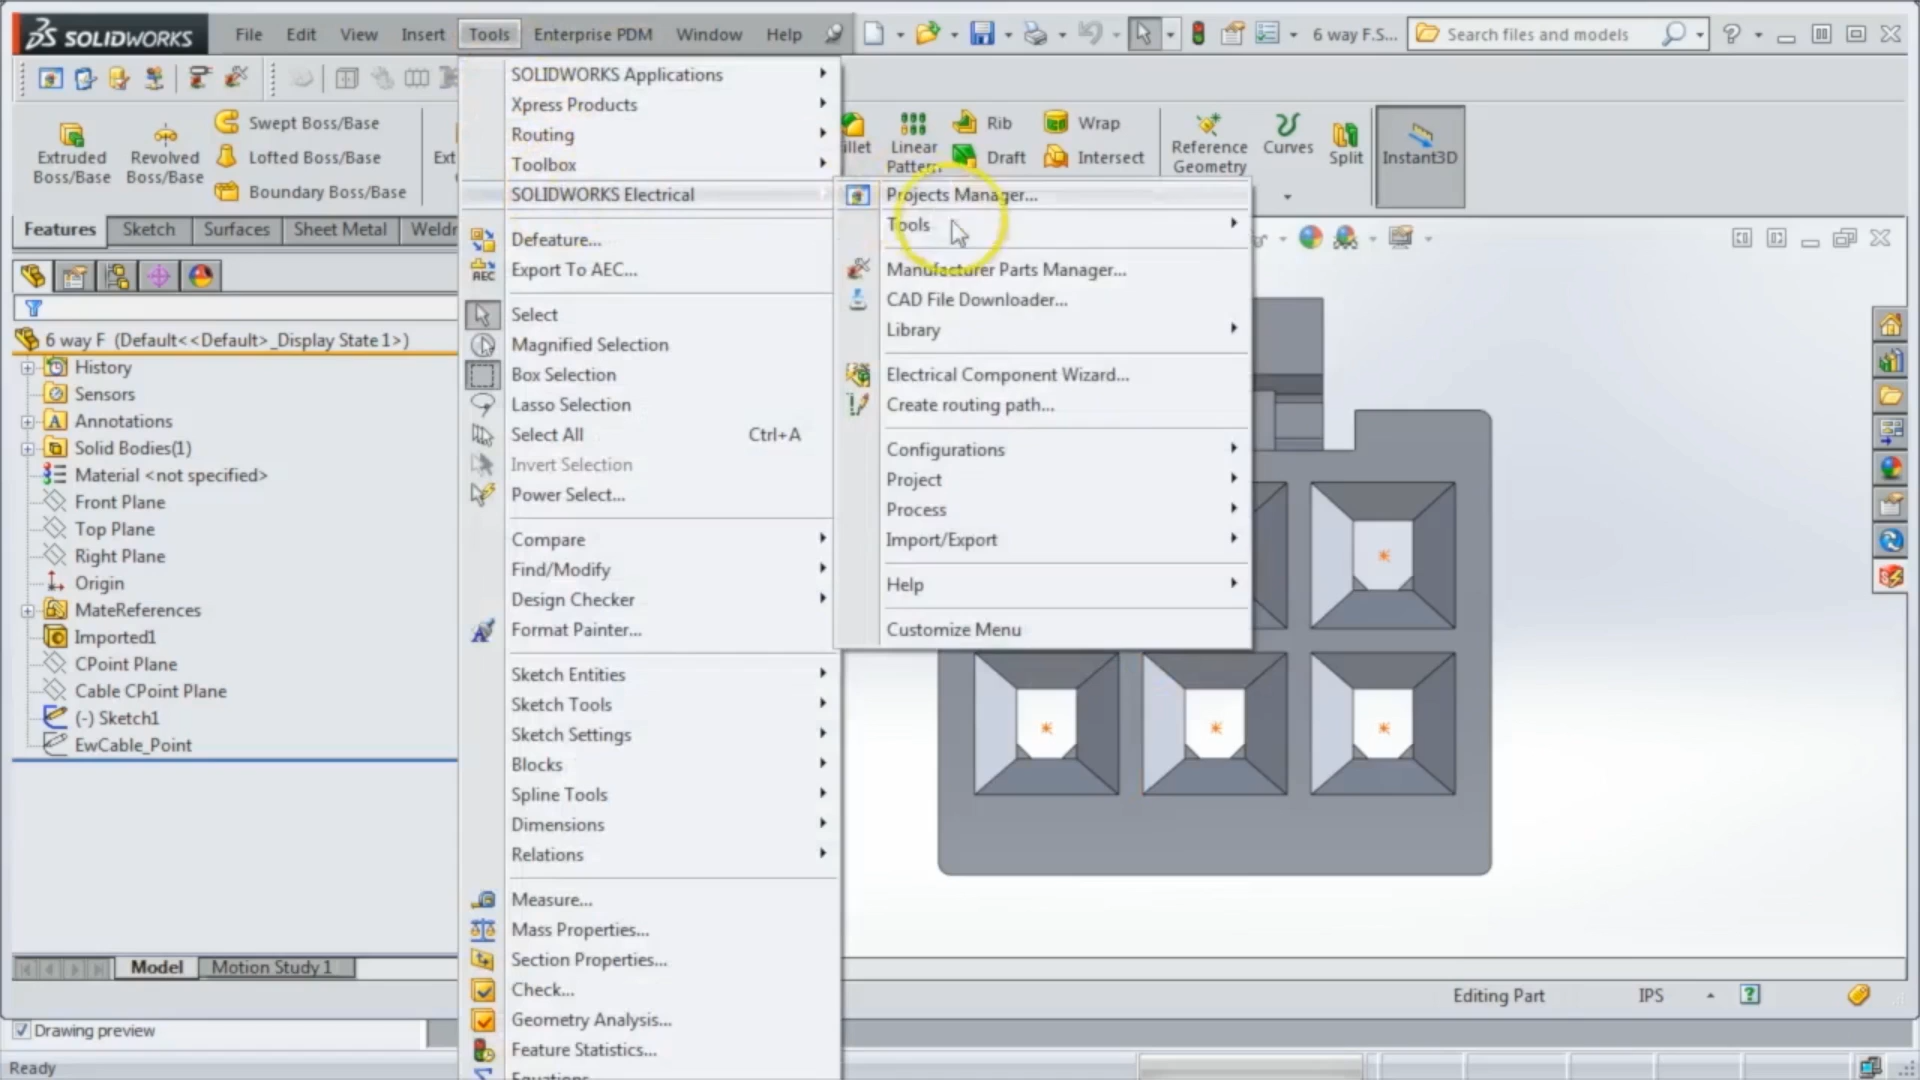 SOLIDWORKS
File Edit View Insert Tools Enterprise PDM Window Help
6 way F.S...
Search files and models
Extruded Boss/Base
Revolved Boss/Base
Swept Boss/Base
Lofted Boss/Base
Boundary Boss/Base
Linear Pattern
Rib
Draft
Wrap
Intersect
Reference Geometry
Curves
Split
Instant3D
Features Sketch Surfaces Sheet Metal
6 way F (Default<<Default>_Display State 1>)
History
Sensors
Annotations
Solid Bodies(1)
Material <not specified>
Front Plane
Top Plane
Right Plane
Origin
MateReferences
Imported1
CPoint Plane
Cable CPoint Plane
(-) Sketch1
EwCable_Point
SOLIDWORKS Applications
Xpress Products
Routing
Toolbox
SOLIDWORKS Electrical
Defeature...
AEC Export To AEC...
Select
Magnified Selection
Box Selection
Lasso Selection
Select All Ctrl+A
Invert Selection
Power Select...
Compare
Find/Modify
Design Checker
Format Painter...
Sketch Entities
Sketch Tools
Sketch Settings
Blocks
Spline Tools
Dimensions
Relations
Measure...
Mass Properties...
Section Properties...
Check...
Geometry Analysis...
Feature Statistics...
Projects Manager...
Tools
Manufacturer Parts Manager...
CAD File Downloader...
Library
Electrical Component Wizard...
Create routing path...
Configurations
Project
Process
Import/Export
Help
Customize Menu
Model Motion Study 1
Editing Part IPS
Drawing preview
Ready